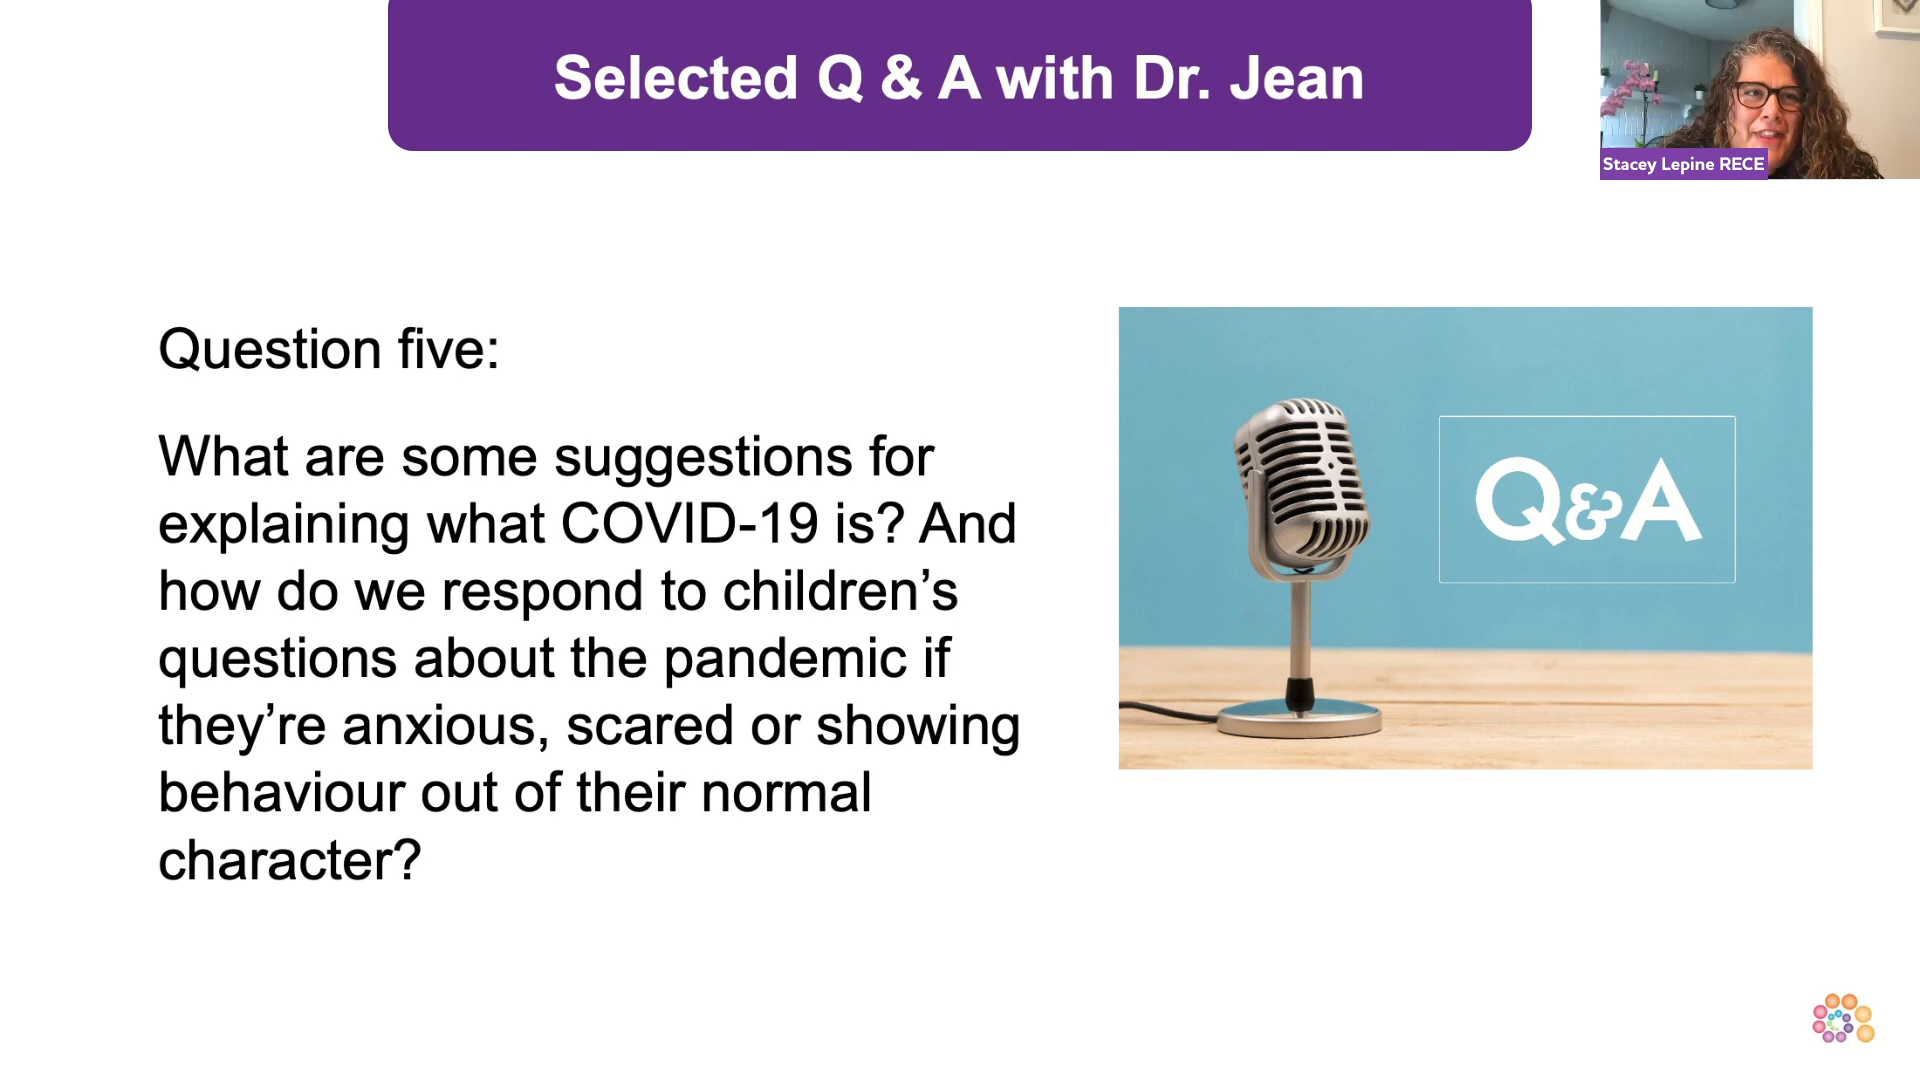 Selected Q & A with Dr. Jean
Stacey Lepine RECE
Question five:
What are some suggestions for
explaining what COVID-19 is? And
how do we respond to children’s
questions about the pandemic if
they’re anxious, scared or showing
behaviour out of their normal
character?
Q&A